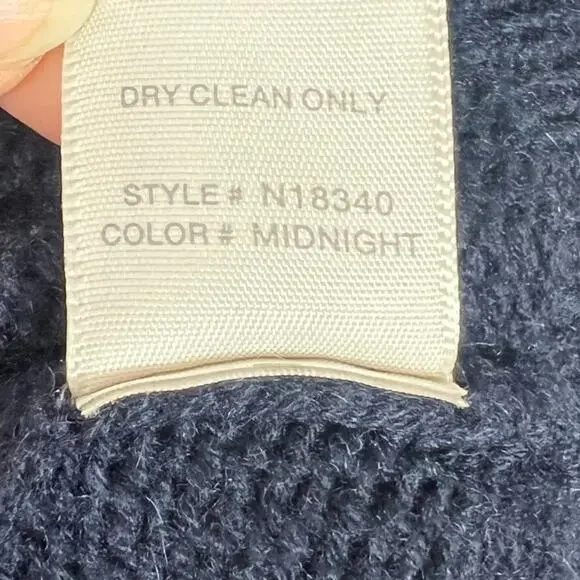 DRY CLEAN ONLY
STYLE # N18340
COLOR # MIDNIGHT